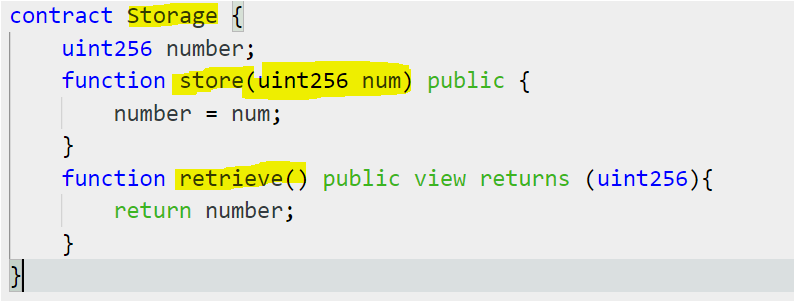 contract Storage {
uint256 number;
function store(uint256 num) public {
number = num;
}
function retrieve() public view returns (uint256){
return number;
}
}